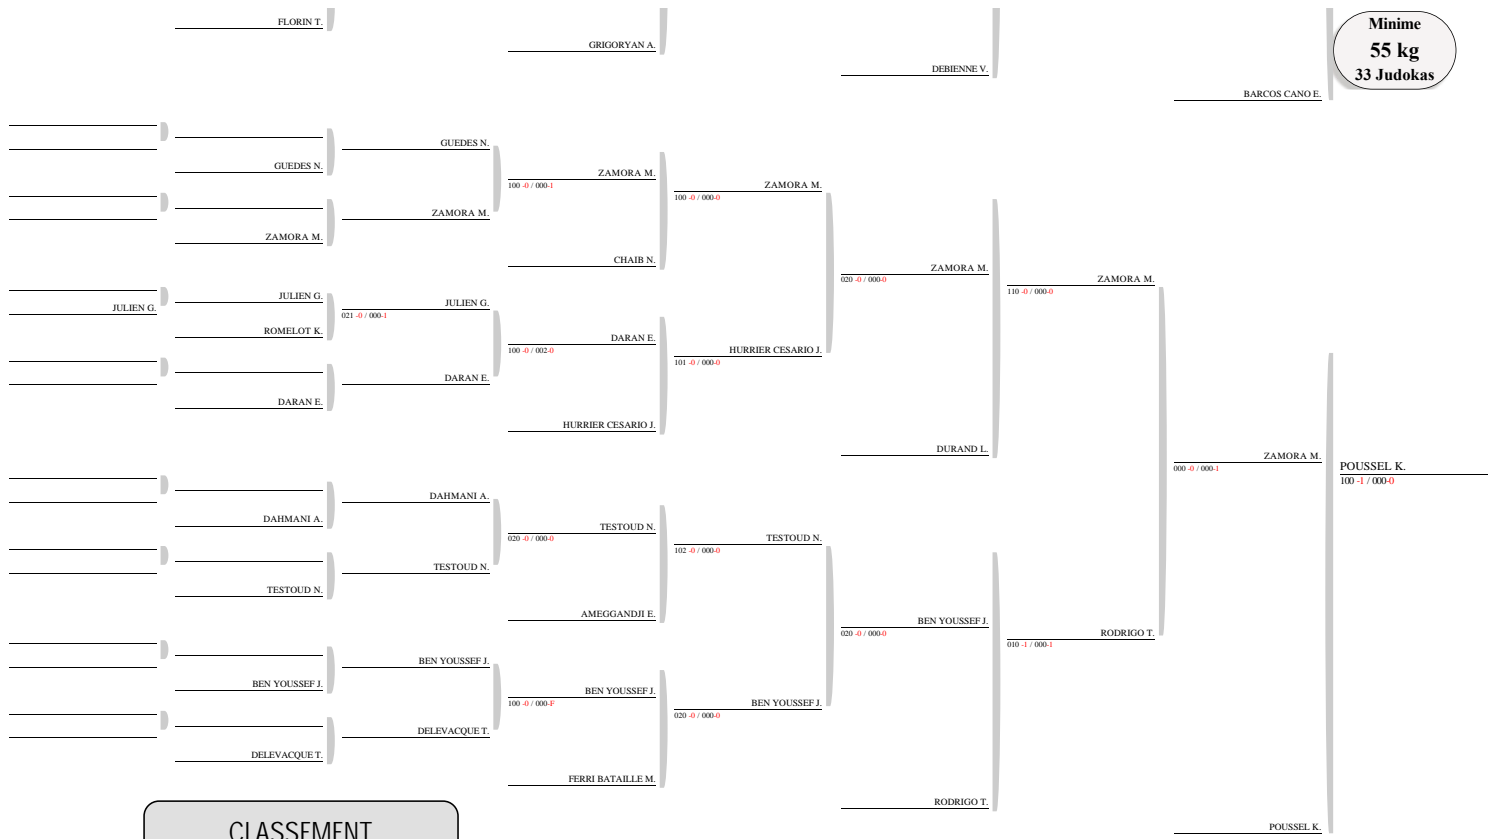 FLORIN T.
GRIGORYAN A.
DEBIENNE V.
BARCOS CANO E.
Minime
55 kg
33 Judokas
GUEDES N.
GUEDES N.
ZAMORA M.
100 -0 / 000-1
ZAMORA M.
100 -0 / 000-0
ZAMORA M.
ZAMORA M.
CHAIB N.
ZAMORA M.
020 -0 / 000-0
ZAMORA M.
110 -0 / 000-0
JULIEN G.
JULIEN G.
JULIEN G.
021 -0 / 000-1
ROMELOT K.
DARAN E.
100 -0 / 002-0
HURRIER CESARIO J.
101 -0 / 000-0
DARAN E.
DARAN E.
HURRIER CESARIO J.
DURAND L.
ZAMORA M.
000 -0 / 000-1
POUSSEL K.
100 -1 / 000-0
DAHMANI A.
DAHMANI A.
TESTOUD N.
020 -0 / 000-0
TESTOUD N.
102 -0 / 000-0
TESTOUD N.
TESTOUD N.
AMEGGANDJI E.
BEN YOUSSEF J.
020 -0 / 000-0
RODRIGO T.
010 -1 / 000-1
BEN YOUSSEF J.
BEN YOUSSEF J.
BEN YOUSSEF J.
100 -0 / 000-F
BEN YOUSSEF J.
020 -0 / 000-0
DELEVACQUE T.
DELEVACQUE T.
FERRI BATAILLE M.
RODRIGO T.
POUSSEL K.
CLASSEMENT